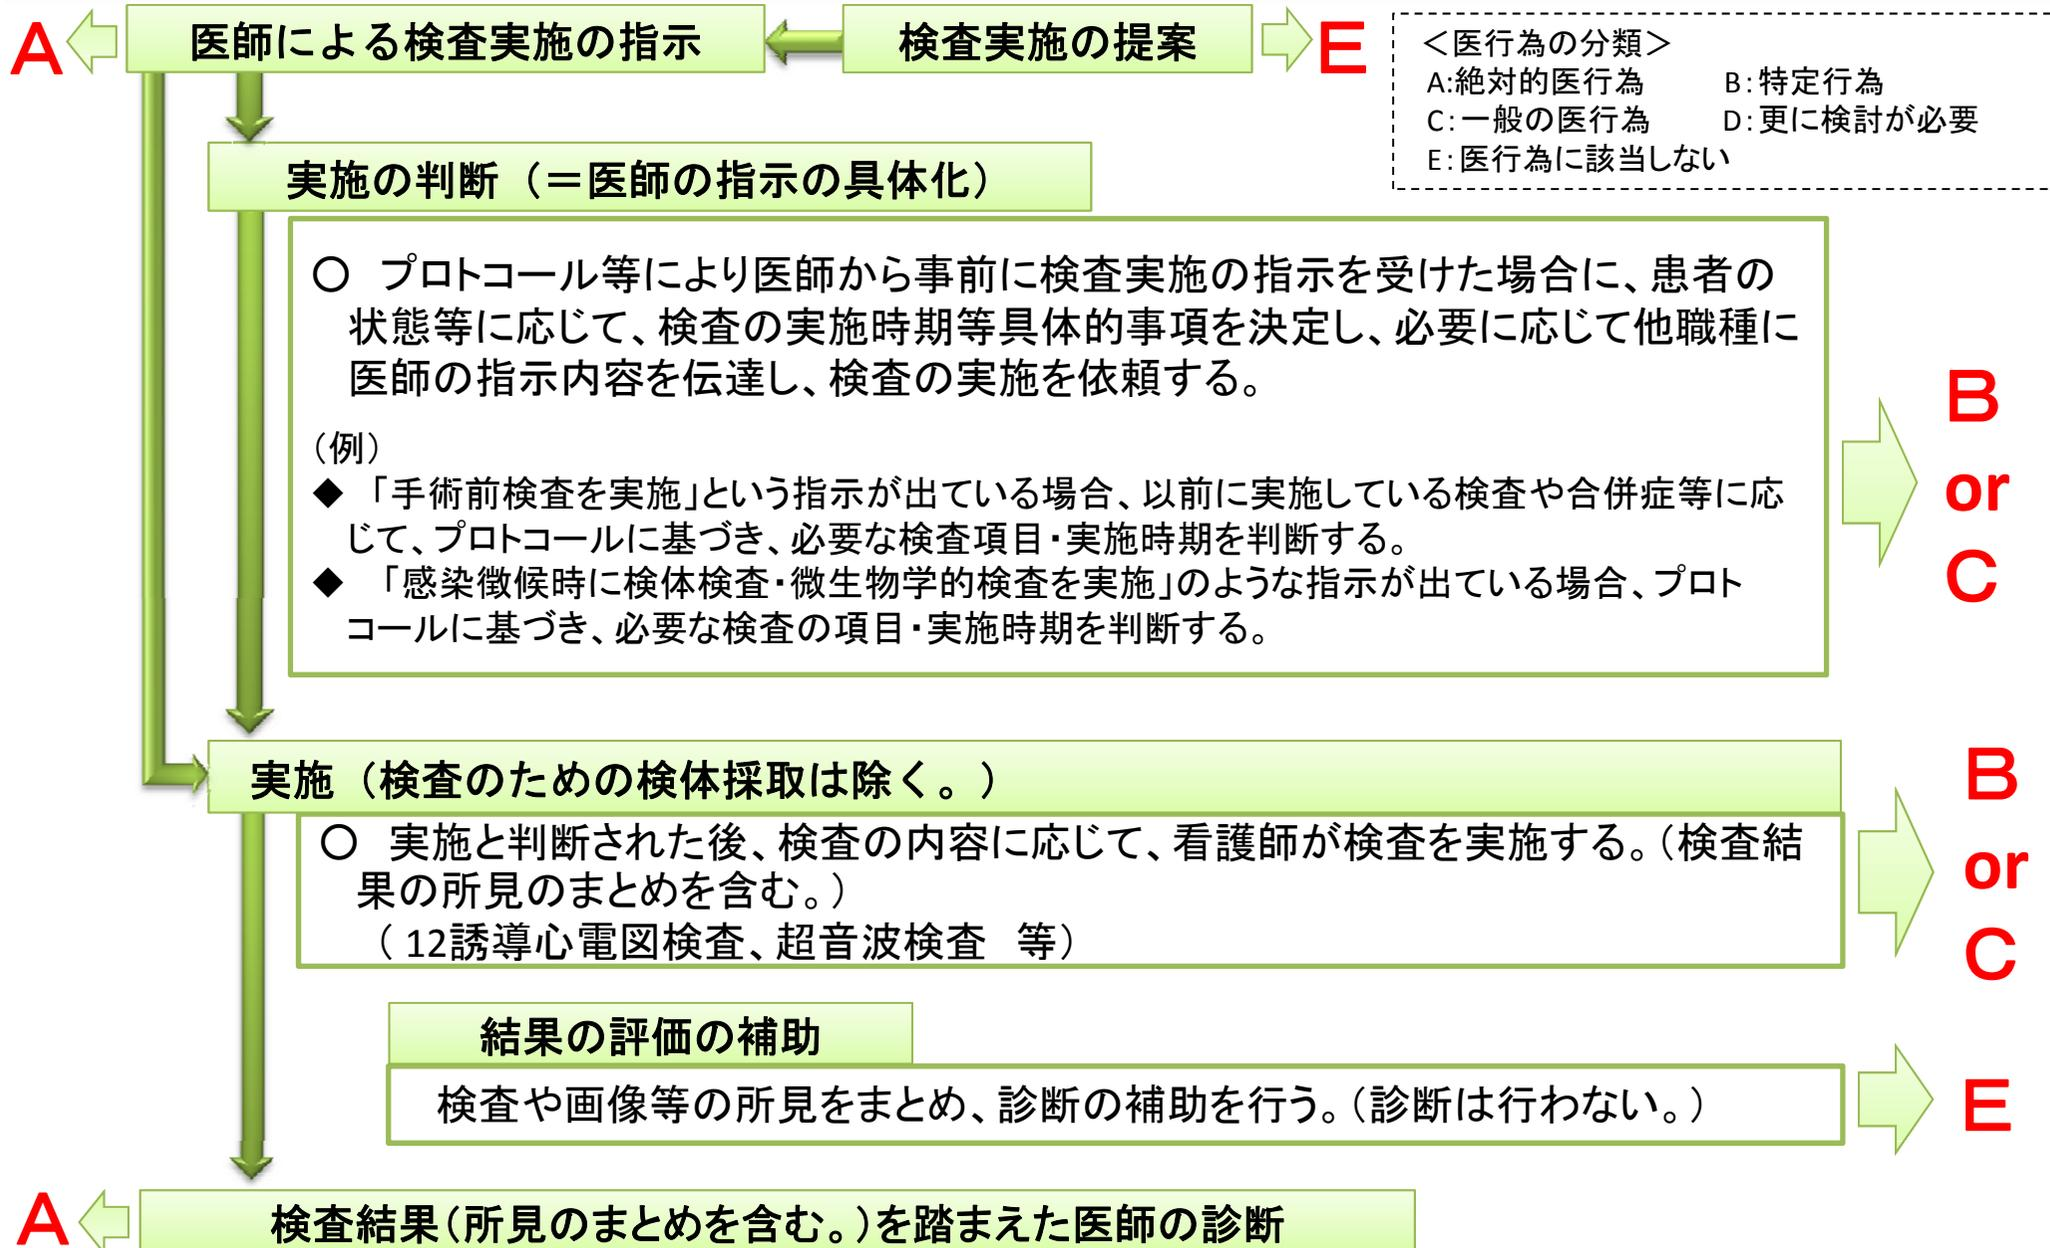 A
医師による検査実施の指示
検査実施の提案
E
＜医行為の分類＞
A:絶対的医行為　　B：特定行為
C：一般の医行為　　D：更に検討が必要
E：医行為に該当しない
実施の判断（＝医師の指示の具体化）
○　プロトコール等により医師から事前に検査実施の指示を受けた場合に、患者の
状態等に応じて、検査の実施時期等具体的事項を決定し、必要に応じて他職種に
医師の指示内容を伝達し、検査の実施を依頼する。
（例）
◆　「手術前検査を実施」という指示が出ている場合、以前に実施している検査や合併症等に応
じて、プロトコールに基づき、必要な検査項目・実施時期を判断する。
◆　「感染徴候時に検体検査・微生物学的検査を実施」のような指示が出ている場合、プロト
コールに基づき、必要な検査の項目・実施時期を判断する。
B
or
C
実施（検査のための検体採取は除く。）
○　実施と判断された後、検査の内容に応じて、看護師が検査を実施する。（検査結
果の所見のまとめを含む。）
（ 12誘導心電図検査、超音波検査　等）
B
or
C
結果の評価の補助
検査や画像等の所見をまとめ、診断の補助を行う。（診断は行わない。）
E
A
検査結果（所見のまとめを含む。）を踏まえた医師の診断